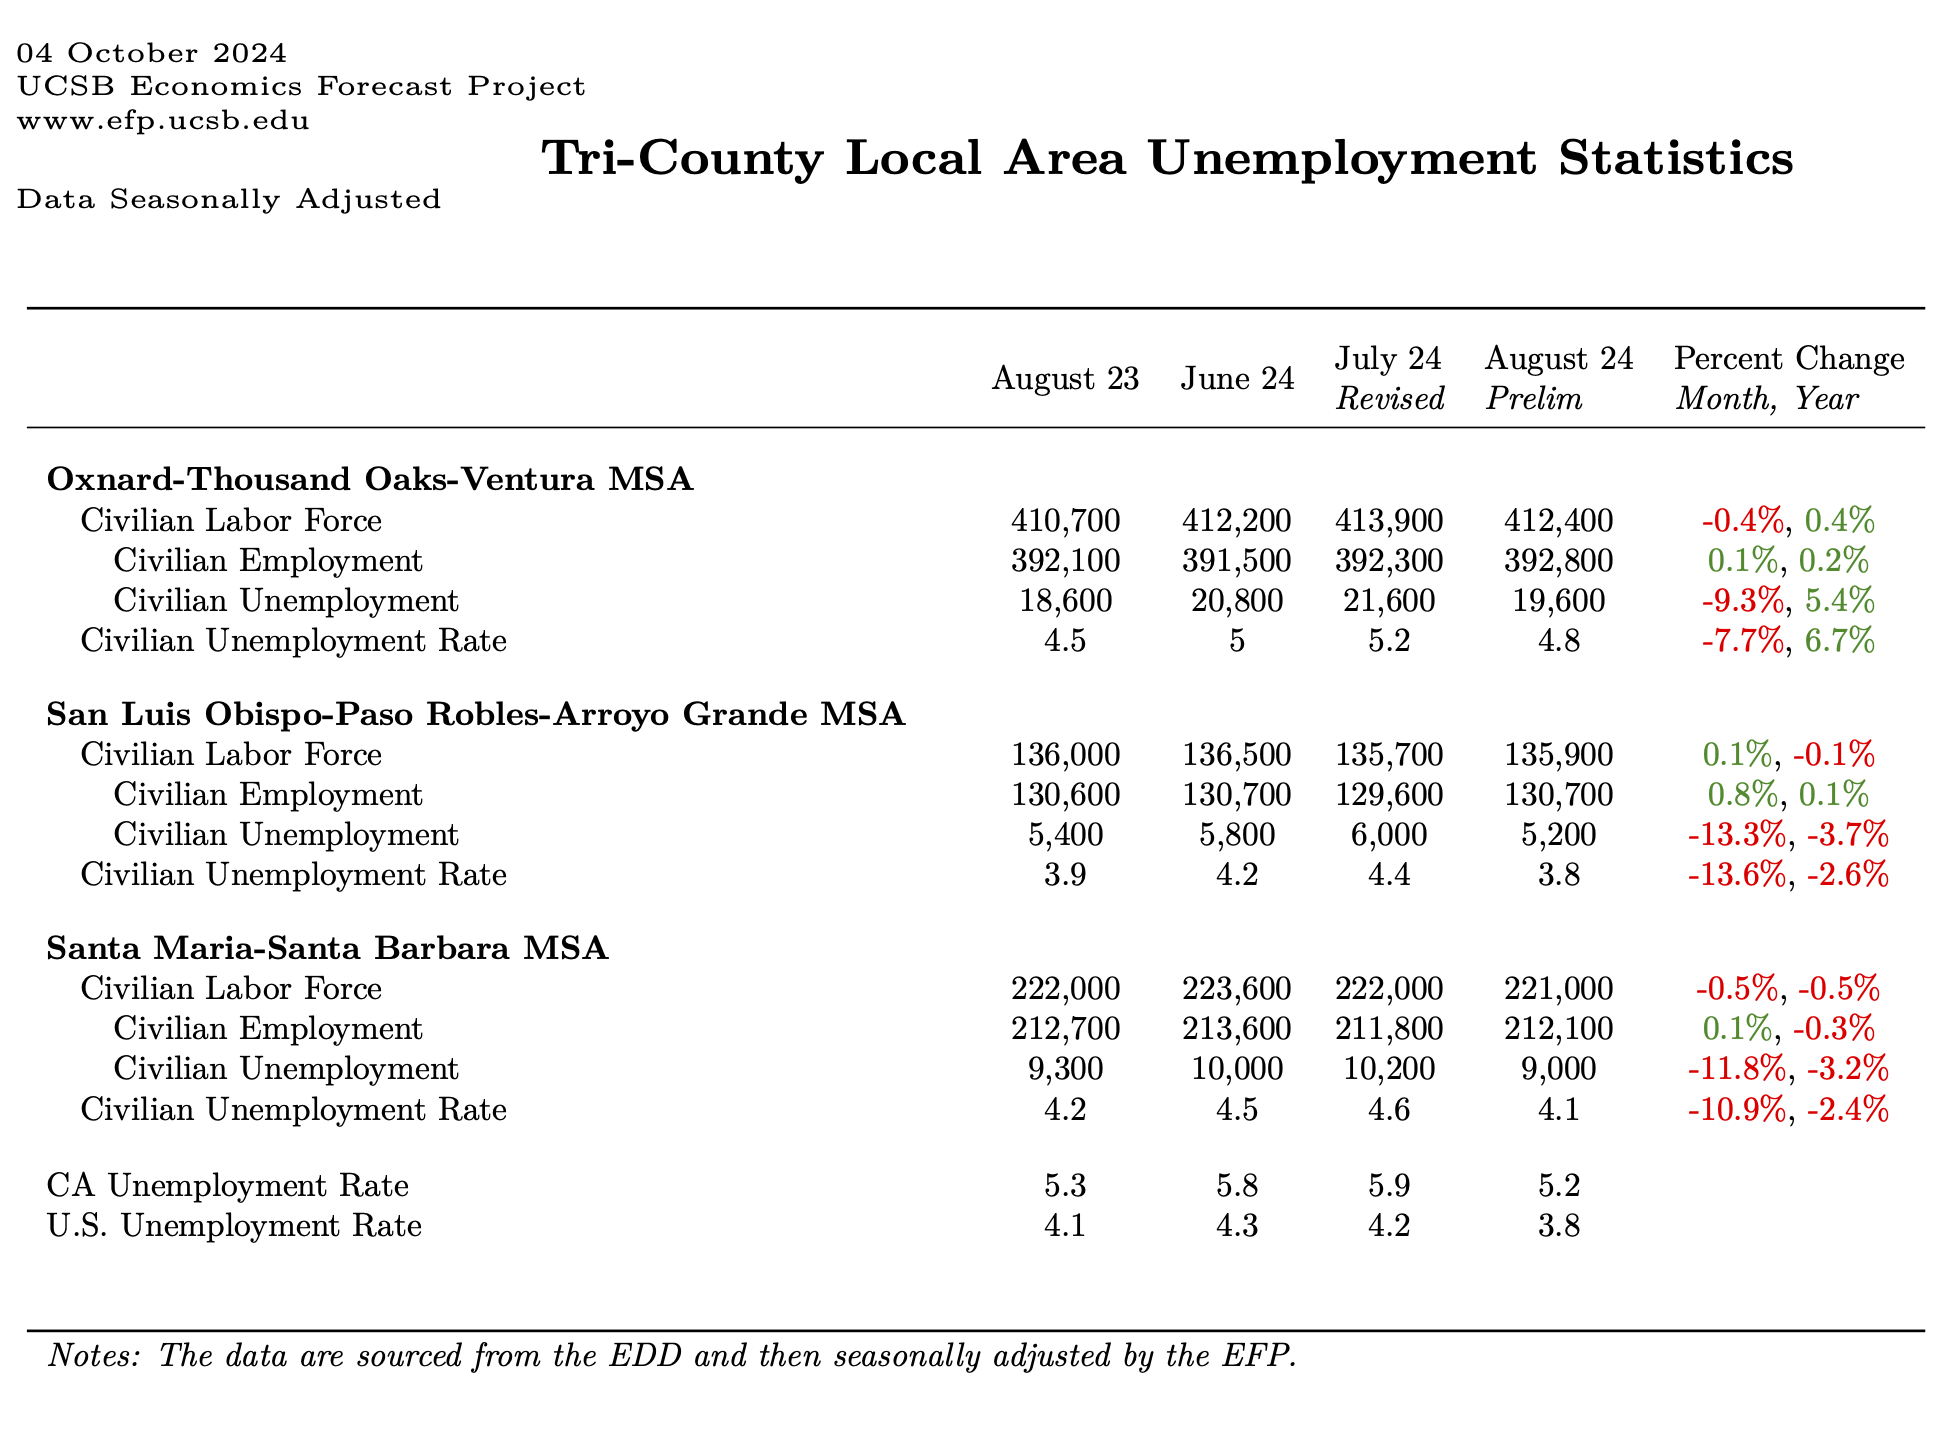 04 October 2024
UCSB Economics Forecast Project
www.efp.ucsb.edu
Tri-County Local Area Unemployment Statistics
Data Seasonally Adjusted
August 23 June 24 July 24 Revised August 24 Prelim Percent Change Month, Year
Oxnard-Thousand Oaks-Ventura MSA
Civilian Labor Force 410,700 412,200 413,900 412,400 -0.4%, 0.4%
Civilian Employment 392,100 391,500 392,300 392,800 0.1%, 0.2%
Civilian Unemployment 18,600 20,800 21,600 19,600 -9.3%, 5.4%
Civilian Unemployment Rate 4.5 5 5.2 4.8 -7.7%, 6.7%
San Luis Obispo-Paso Robles-Arroyo Grande MSA
Civilian Labor Force 136,000 136,500 135,700 135,900 0.1%, -0.1%
Civilian Employment 130,600 130,700 129,600 130,700 0.8%, 0.1%
Civilian Unemployment 5,400 5,800 6,000 5,200 -13.3%, -3.7%
Civilian Unemployment Rate 3.9 4.2 4.4 3.8 -13.6%, -2.6%
Santa Maria-Santa Barbara MSA
Civilian Labor Force 222,000 223,600 222,000 221,000 -0.5%, -0.5%
Civilian Employment 212,700 213,600 211,800 212,100 0.1%, -0.3%
Civilian Unemployment 9,300 10,000 10,200 9,000 -11.8%, -3.2%
Civilian Unemployment Rate 4.2 4.5 4.6 4.1 -10.9%, -2.4%
CA Unemployment Rate 5.3 5.8 5.9 5.2
U.S. Unemployment Rate 4.1 4.3 4.2 3.8
Notes: The data are sourced from the EDD and then seasonally adjusted by the EFP.